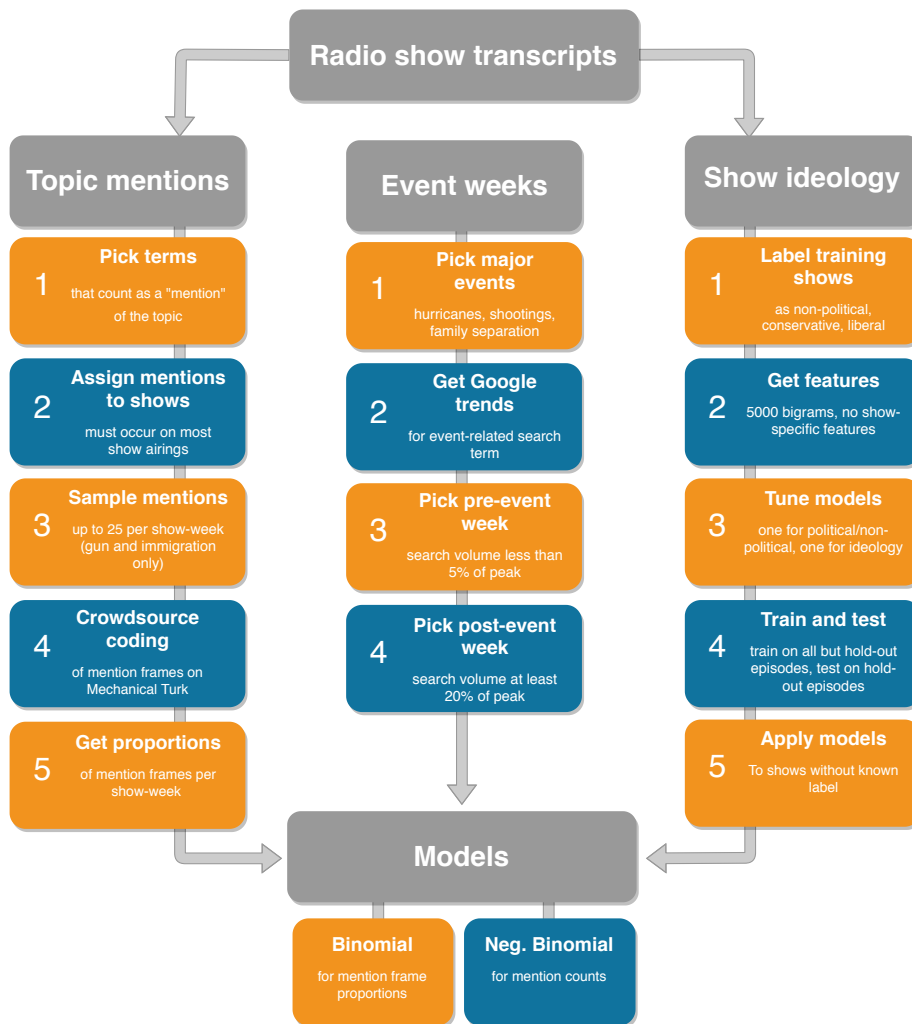 Radio show transcripts
Topic mentions
1
Pick terms
that count as a "mention"
of the topic
2
Assign mentions
to shows
must occur on most
show airings
3
Sample mentions
up to 25 per show-week
(gun and immigration
only)
4
Crowdsource
coding
of mention frames on
Mechanical Turk
5
Get proportions
of mention frames per
show-week
Event weeks
1
Pick major
events
hurricanes, shootings,
family separation
2
Get Google
trends
for event-related search
term
3
Pick pre-event
week
search volume less than
5% of peak
4
Pick post-event
week
search volume at least
20% of peak
Show ideology
1
Label training
shows
as non-political,
conservative, liberal
2
Get features
5000 bigrams, no show-
specific features
3
Tune models
one for political/non-
political, one for ideology
4
Train and test
train on all but hold-out
episodes, test on hold-
out episodes
5
Apply models
To shows without known
label
Models
Binomial
for mention frame
proportions
Neg. Binomial
for mention counts